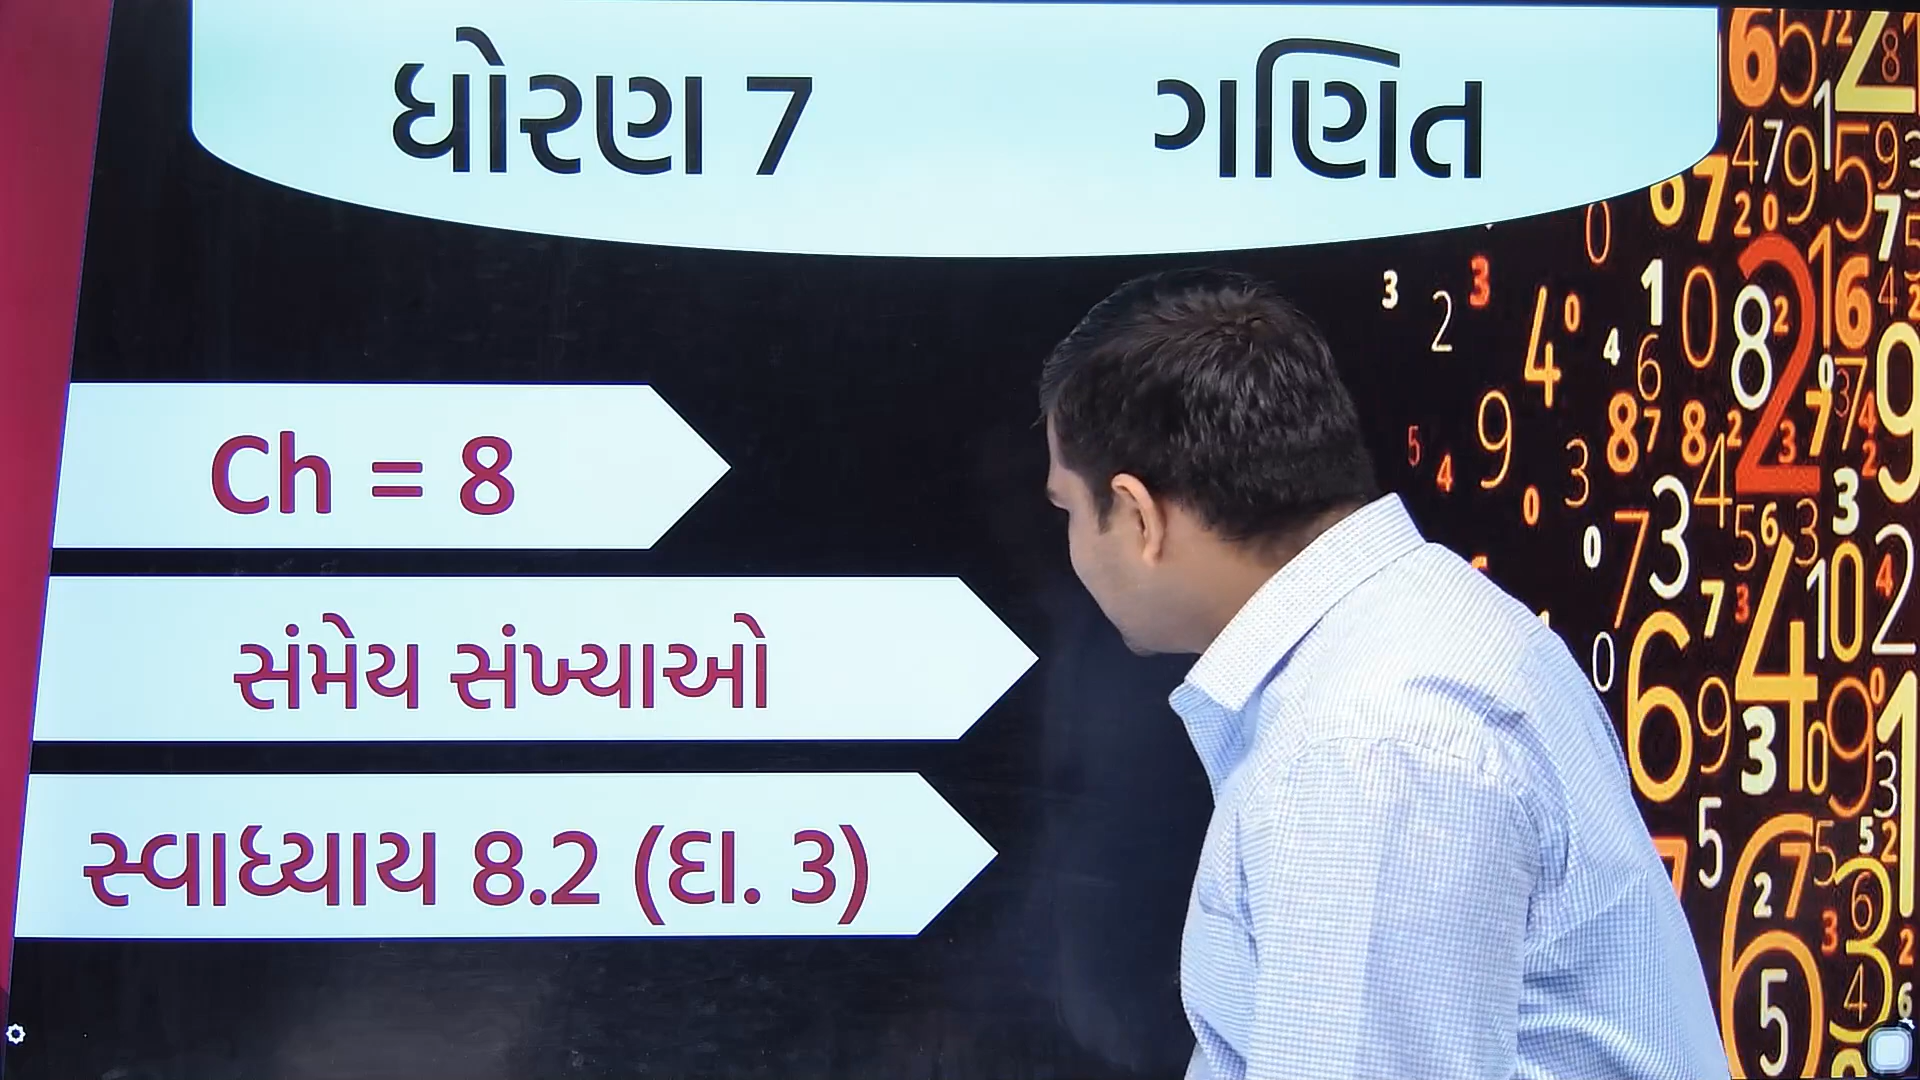 ધોરણ 7 ગણિત
Ch = 8
સંમેય સંખ્યાઓ
સ્વાધ્યાય 8.2 (દા. 3)